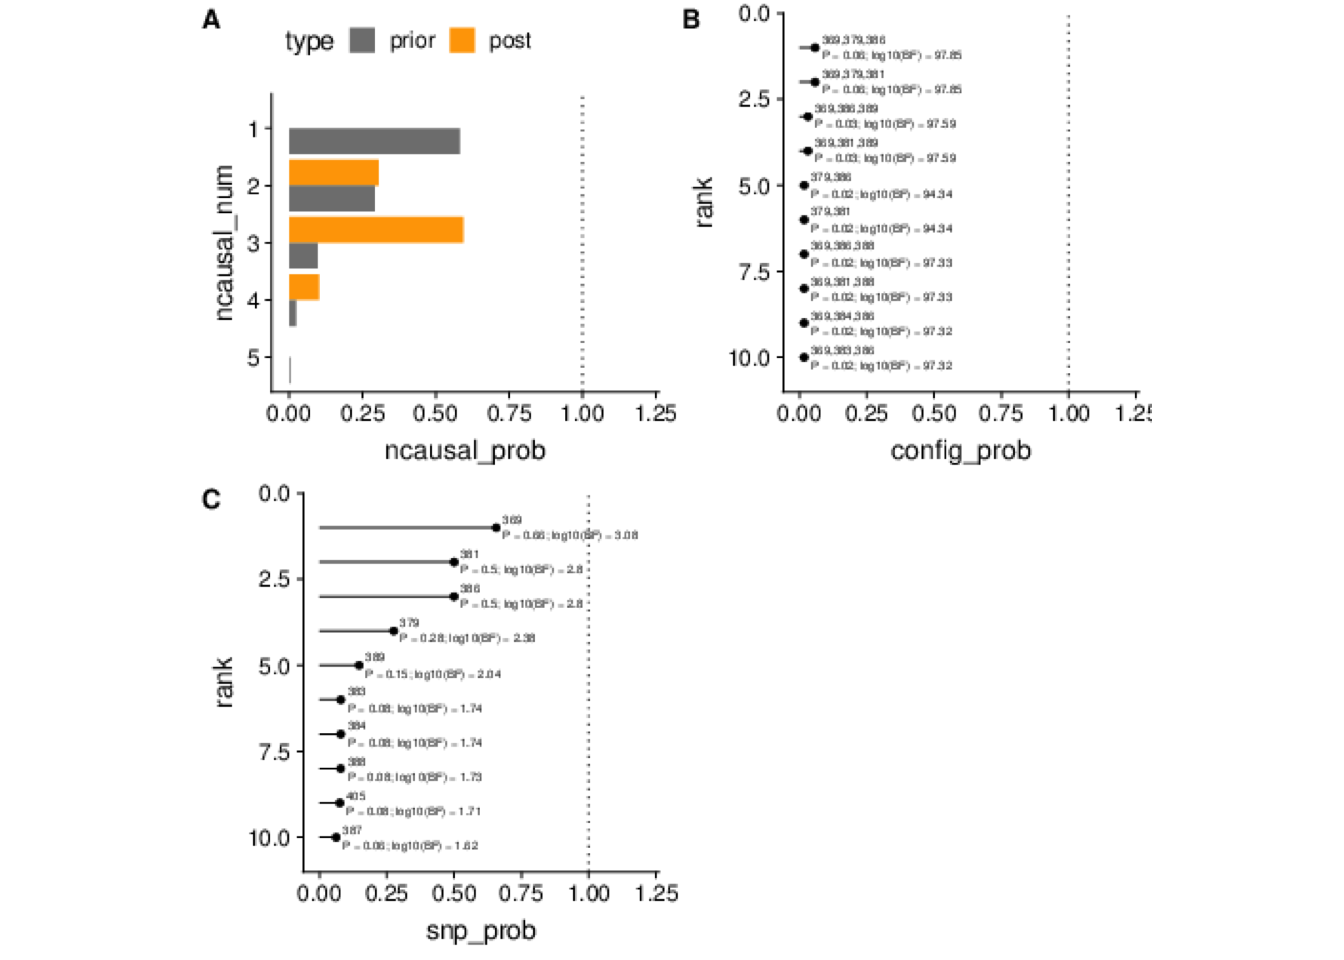 A
type prior post
1
2
3
4
5
ncausal_num
0.00 0.25 0.50 0.75 1.00 1.25
ncausal_prob
B
0.0
2.5
5.0
7.5
10.0
rank
369,379,386
P = 0.06; log10(BF) = 97.85
369,379,381
P = 0.06; log10(BF) = 97.85
369,386,389
P = 0.03; log10(BF) = 97.59
369,381,389
P = 0.03; log10(BF) = 97.59
379,386
P = 0.02; log10(BF) = 94.34
379,381
P = 0.02; log10(BF) = 94.34
369,386,388
P = 0.02; log10(BF) = 97.33
369,381,388
P = 0.02; log10(BF) = 97.33
369,384,386
P = 0.02; log10(BF) = 97.32
369,383,386
P = 0.02; log10(BF) = 97.32
0.00 0.25 0.50 0.75 1.00 1.25
config_prob
C
0.0
2.5
5.0
7.5
10.0
rank
369
P = 0.66; log10(BF) = 3.08
381
P = 0.5; log10(BF) = 2.8
386
P = 0.5; log10(BF) = 2.8
379
P = 0.28; log10(BF) = 2.38
389
P = 0.15; log10(BF) = 2.04
383
P = 0.08; log10(BF) = 1.74
384
P = 0.08; log10(BF) = 1.74
388
P = 0.08; log10(BF) = 1.73
405
P = 0.08; log10(BF) = 1.71
387
P = 0.06; log10(BF) = 1.62
0.00 0.25 0.50 0.75 1.00 1.25
snp_prob